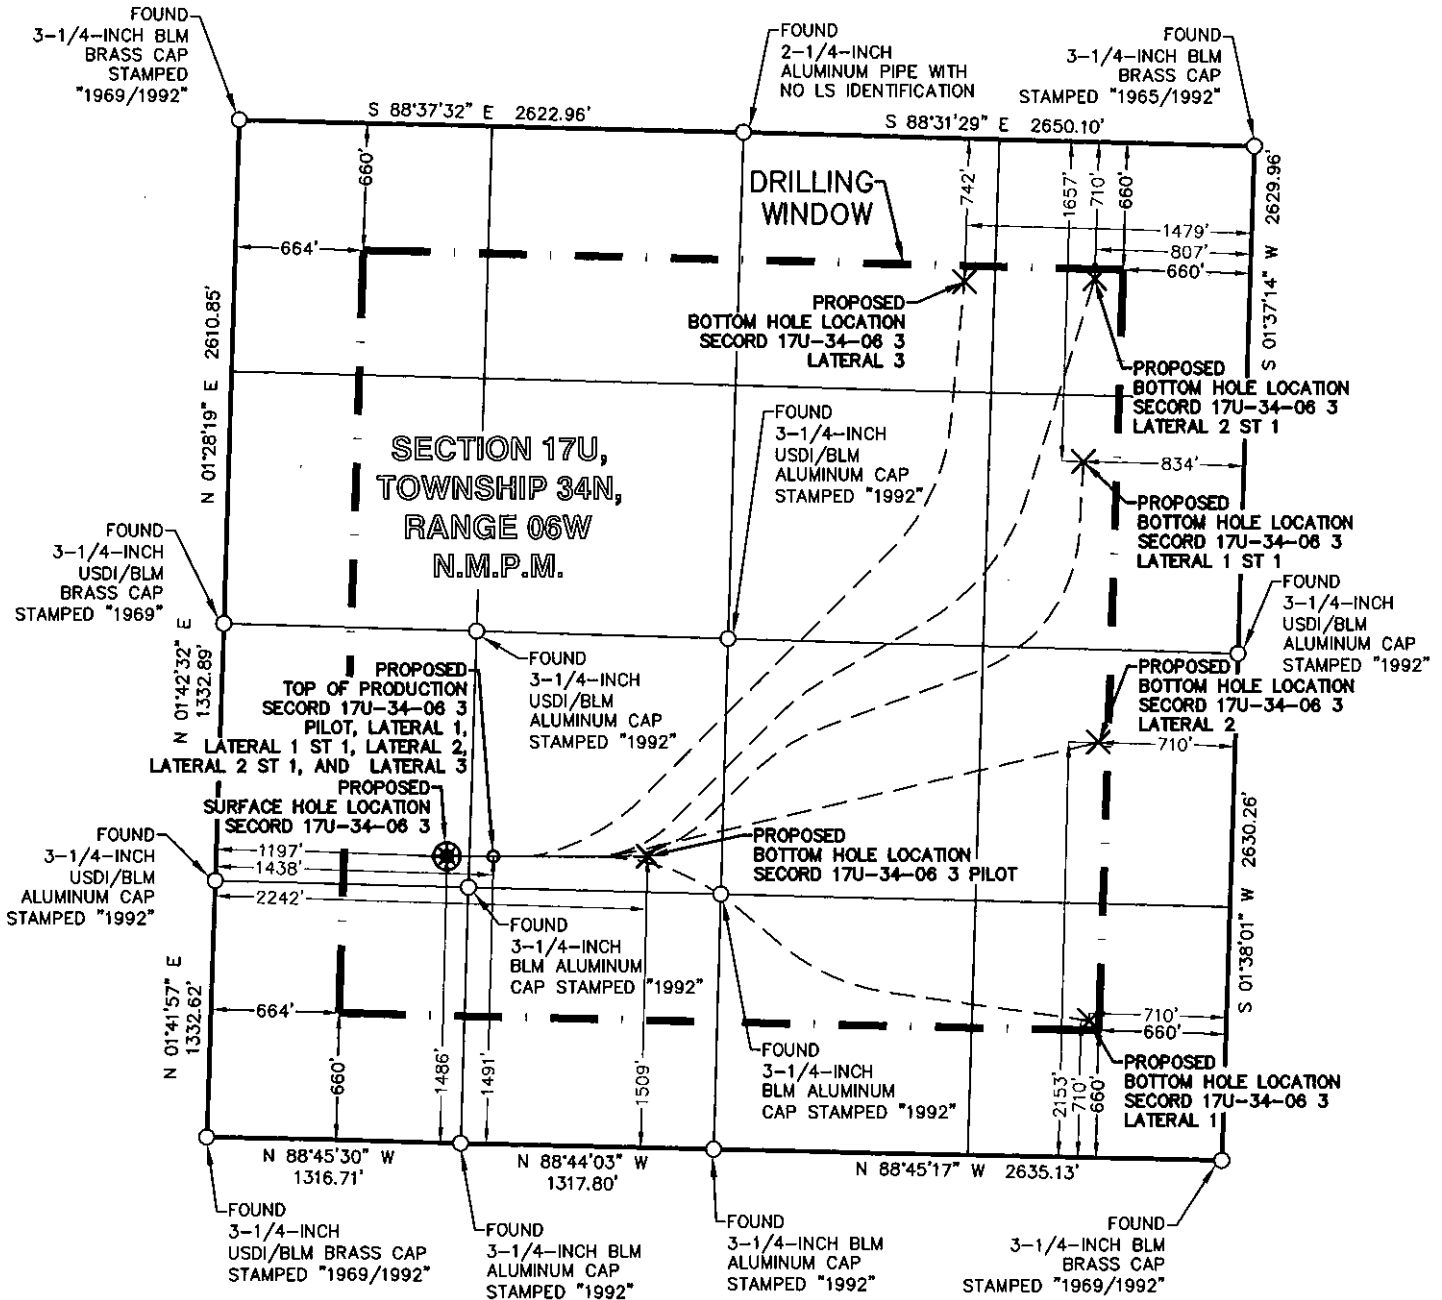 FOUND
3-1/4-INCH BLM
BRASS CAP
STAMPED
"1969/1992"
FOUND
2-1/4-INCH
ALUMINUM PIPE WITH
NO LS IDENTIFICATION
FOUND
3-1/4-INCH BLM
BRASS CAP
STAMPED "1965/1992"
S 88°37'32" E 2622.96'
S 88°31'29" E 2650.10'
660'
742'
1657'
710'
660'
DRILLING
WINDOW
1479'
807'
660'
664'
S 01°37'14" W 2629.96'
N 01°28'19" E 2610.85'
PROPOSED
BOTTOM HOLE LOCATION
SECORD 17U-34-06 3
LATERAL 3
PROPOSED
BOTTOM HOLE LOCATION
SECORD 17U-34-06 3
LATERAL 2 ST 1
SECTION 17U,
TOWNSHIP 34N,
RANGE 06W
N.M.P.M.
FOUND
3-1/4-INCH
USDI/BLM
ALUMINUM CAP
STAMPED "1992"
834'
PROPOSED
BOTTOM HOLE LOCATION
SECORD 17U-34-06 3
LATERAL 1 ST 1
FOUND
3-1/4-INCH
USDI/BLM
BRASS CAP
STAMPED "1969"
FOUND
3-1/4-INCH
USDI/BLM
ALUMINUM CAP
STAMPED "1992"
N 01°42'32" E
1332.89'
PROPOSED
TOP OF PRODUCTION
SECORD 17U-34-06 3
PILOT, LATERAL 1,
LATERAL 1 ST 1, LATERAL 2,
LATERAL 2 ST 1, AND LATERAL 3
FOUND
3-1/4-INCH
USDI/BLM
ALUMINUM CAP
STAMPED "1992"
PROPOSED
BOTTOM HOLE LOCATION
SECORD 17U-34-06 3
LATERAL 2
710'
PROPOSED
SURFACE HOLE LOCATION
SECORD 17U-34-06 3
FOUND
3-1/4-INCH
USDI/BLM
ALUMINUM CAP
STAMPED "1992"
1197'
1438'
2242'
PROPOSED
BOTTOM HOLE LOCATION
SECORD 17U-34-06 3 PILOT
S 01°38'01" W 2630.26'
FOUND
3-1/4-INCH
BLM ALUMINUM
CAP STAMPED "1992"
N 01°41'57" E
1332.62'
664'
710'
660'
660'
1486'
1491'
1509'
2153'
710'
660'
FOUND
3-1/4-INCH
BLM ALUMINUM
CAP STAMPED "1992"
PROPOSED
BOTTOM HOLE LOCATION
SECORD 17U-34-06 3
LATERAL 1
N 88°45'30" W
1316.71'
N 88°44'03" W
1317.80'
N 88°45'17" W 2635.13'
FOUND
3-1/4-INCH
USDI/BLM BRASS CAP
STAMPED "1969/1992"
FOUND
3-1/4-INCH BLM
ALUMINUM CAP
STAMPED "1992"
FOUND
3-1/4-INCH BLM
ALUMINUM CAP
STAMPED "1992"
FOUND
3-1/4-INCH BLM
BRASS CAP
STAMPED "1969/1992"